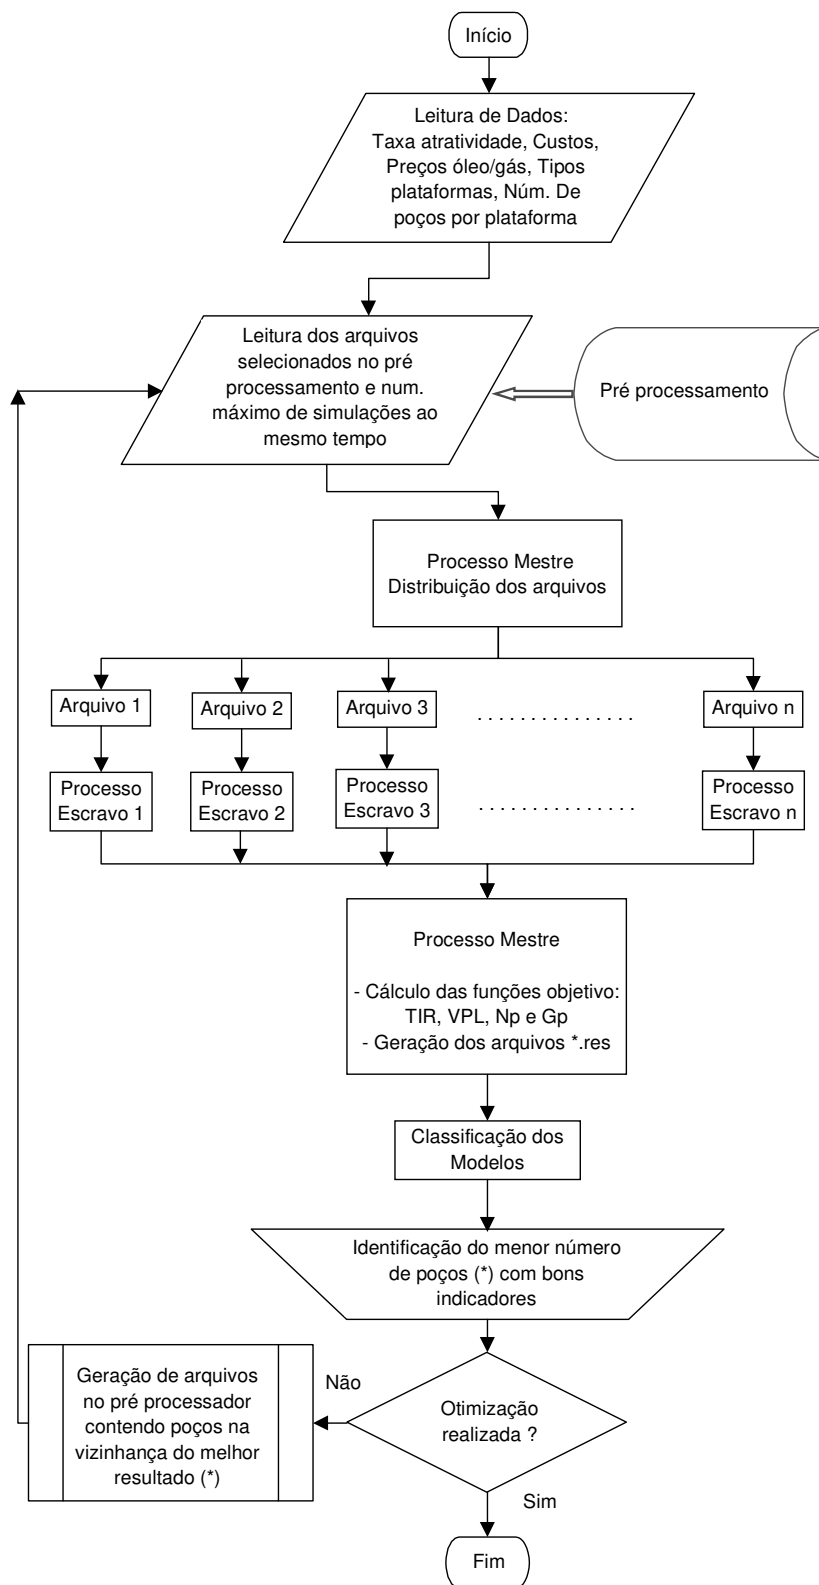 Início
Leitura de Dados:
Taxa atratividade, Custos,
Preços óleo/gás, Tipos
plataformas, Núm. De
poços por plataforma
Leitura dos arquivos
selecionados no pré
processamento e num.
máximo de simulações ao
mesmo tempo
Pré processamento
Processo Mestre
Distribuição dos arquivos
Arquivo 1
Arquivo 2
Arquivo 3
. . . . . . . . . . . . . . .
Arquivo n
Processo
Escravo 1
Processo
Escravo 2
Processo
Escravo 3
. . . . . . . . . . . . . . .
Processo
Escravo n
Processo Mestre
- Cálculo das funções objetivo:
TIR, VPL, Np e Gp
- Geração dos arquivos *.res
Classificação dos
Modelos
Identificação do menor número
de poços (*) com bons
indicadores
Otimização
realizada ?
Não
Geração de arquivos
no pré processador
contendo poços na
vizinhança do melhor
resultado (*)
Sim
Fim